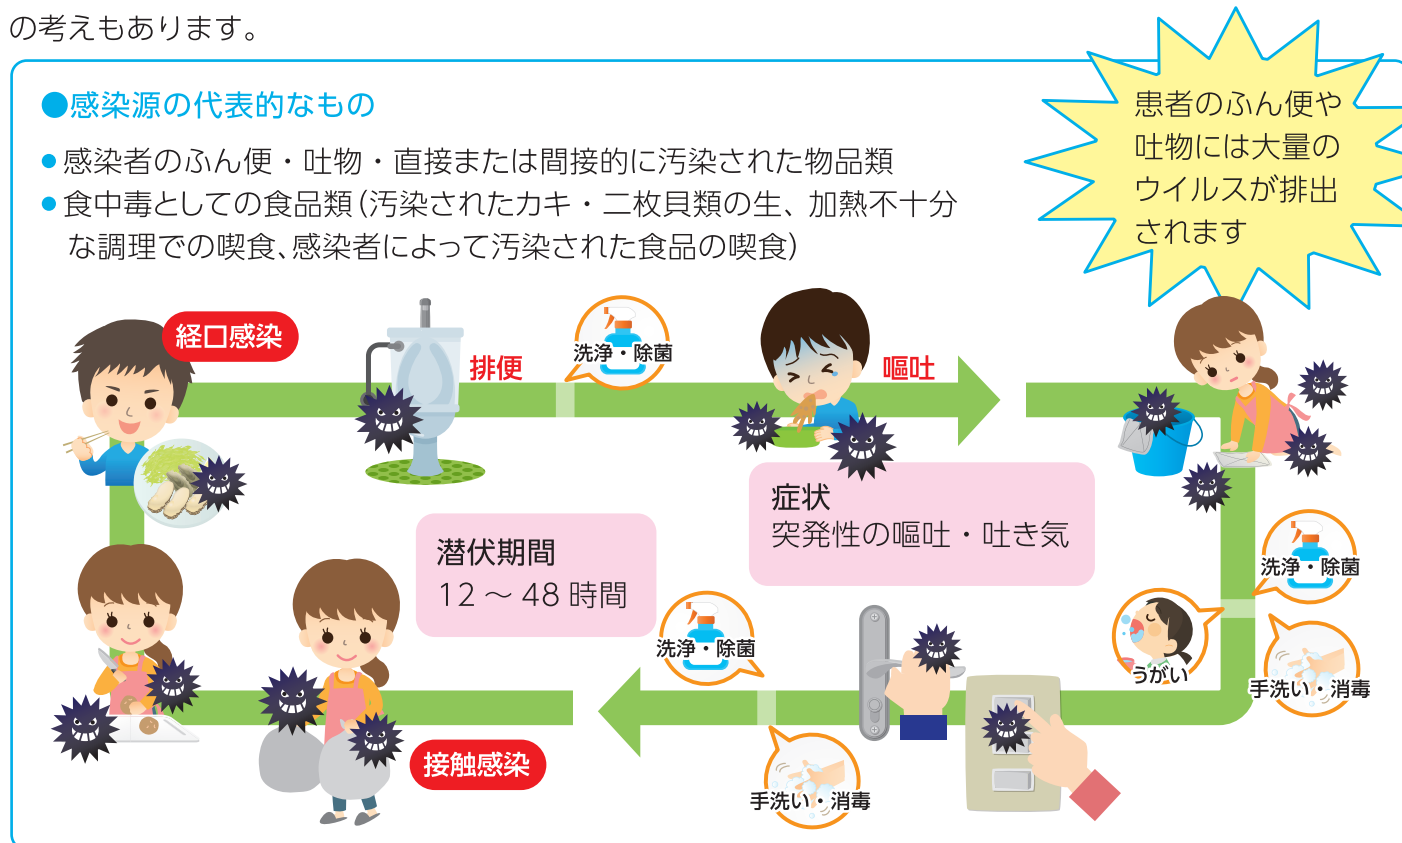 の考えもあります。
●感染源の代表的なもの
●感染者のふん便・吐物・直接または間接的に汚染された物品類
●食中毒としての食品類（汚染されたカキ・二枚貝類の生、加熱不十分
な調理での喫食、感染者によって汚染された食品の喫食）
患者のふん便や
吐物には大量の
ウイルスが排出
されます
経口感染
排便
洗浄・除菌
嘔吐
症状
突発性の嘔吐・吐き気
潜伏期間
12～48時間
洗浄・除菌
うがい
手洗い・消毒
洗浄・除菌
手洗い・消毒
接触感染